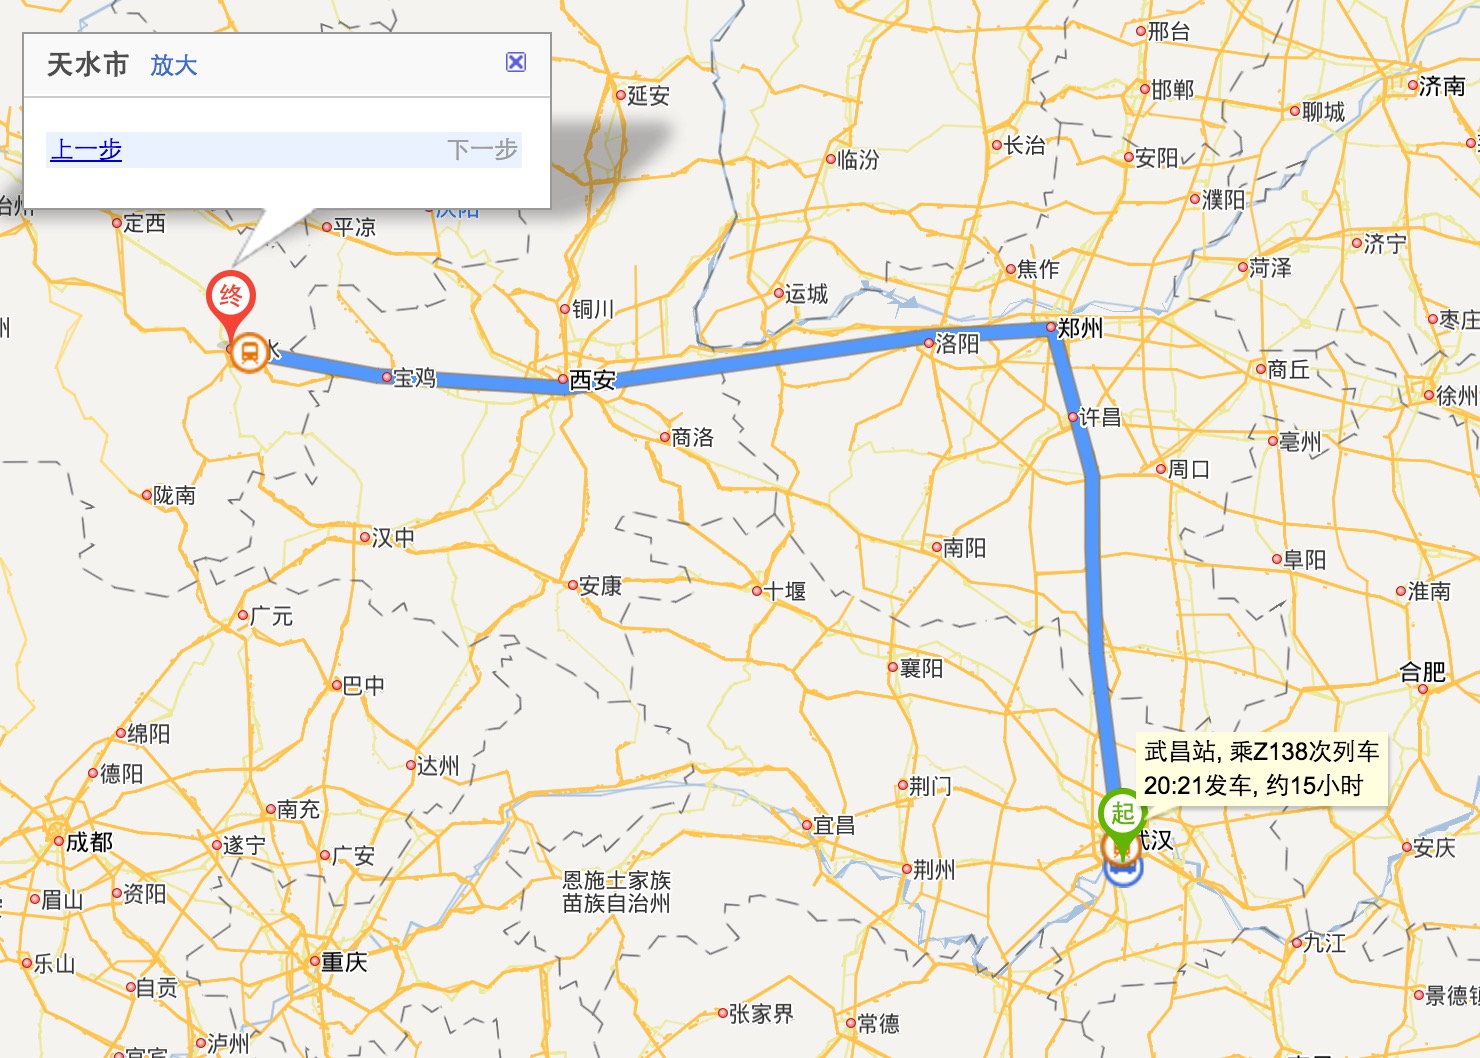 天水市 放大
上一步 下一步
邢台
延安
邯郸
济南
聊城
长治
安阳
临汾
濮阳
定西
平凉
庆阳
济宁
焦作
菏泽
终
运城
铜川
枣庄
州
郑州
洛阳
水
宝鸡
西安
商丘
徐州
许昌
商洛
亳州
周口
陇南
汉中
南阳
阜阳
安康
十堰
淮南
广元
襄阳
合肥
巴中
绵阳
武昌站, 乘Z138次列车
20:21发车, 约15小时
达州
德阳
荆门
南充
起
宜昌
武汉
成都
遂宁
广安
安庆
荆州
恩施土家族
苗族自治州
眉山
资阳
九江
乐山
重庆
自贡
景德镇
张家界
常德
泸州
宜宾